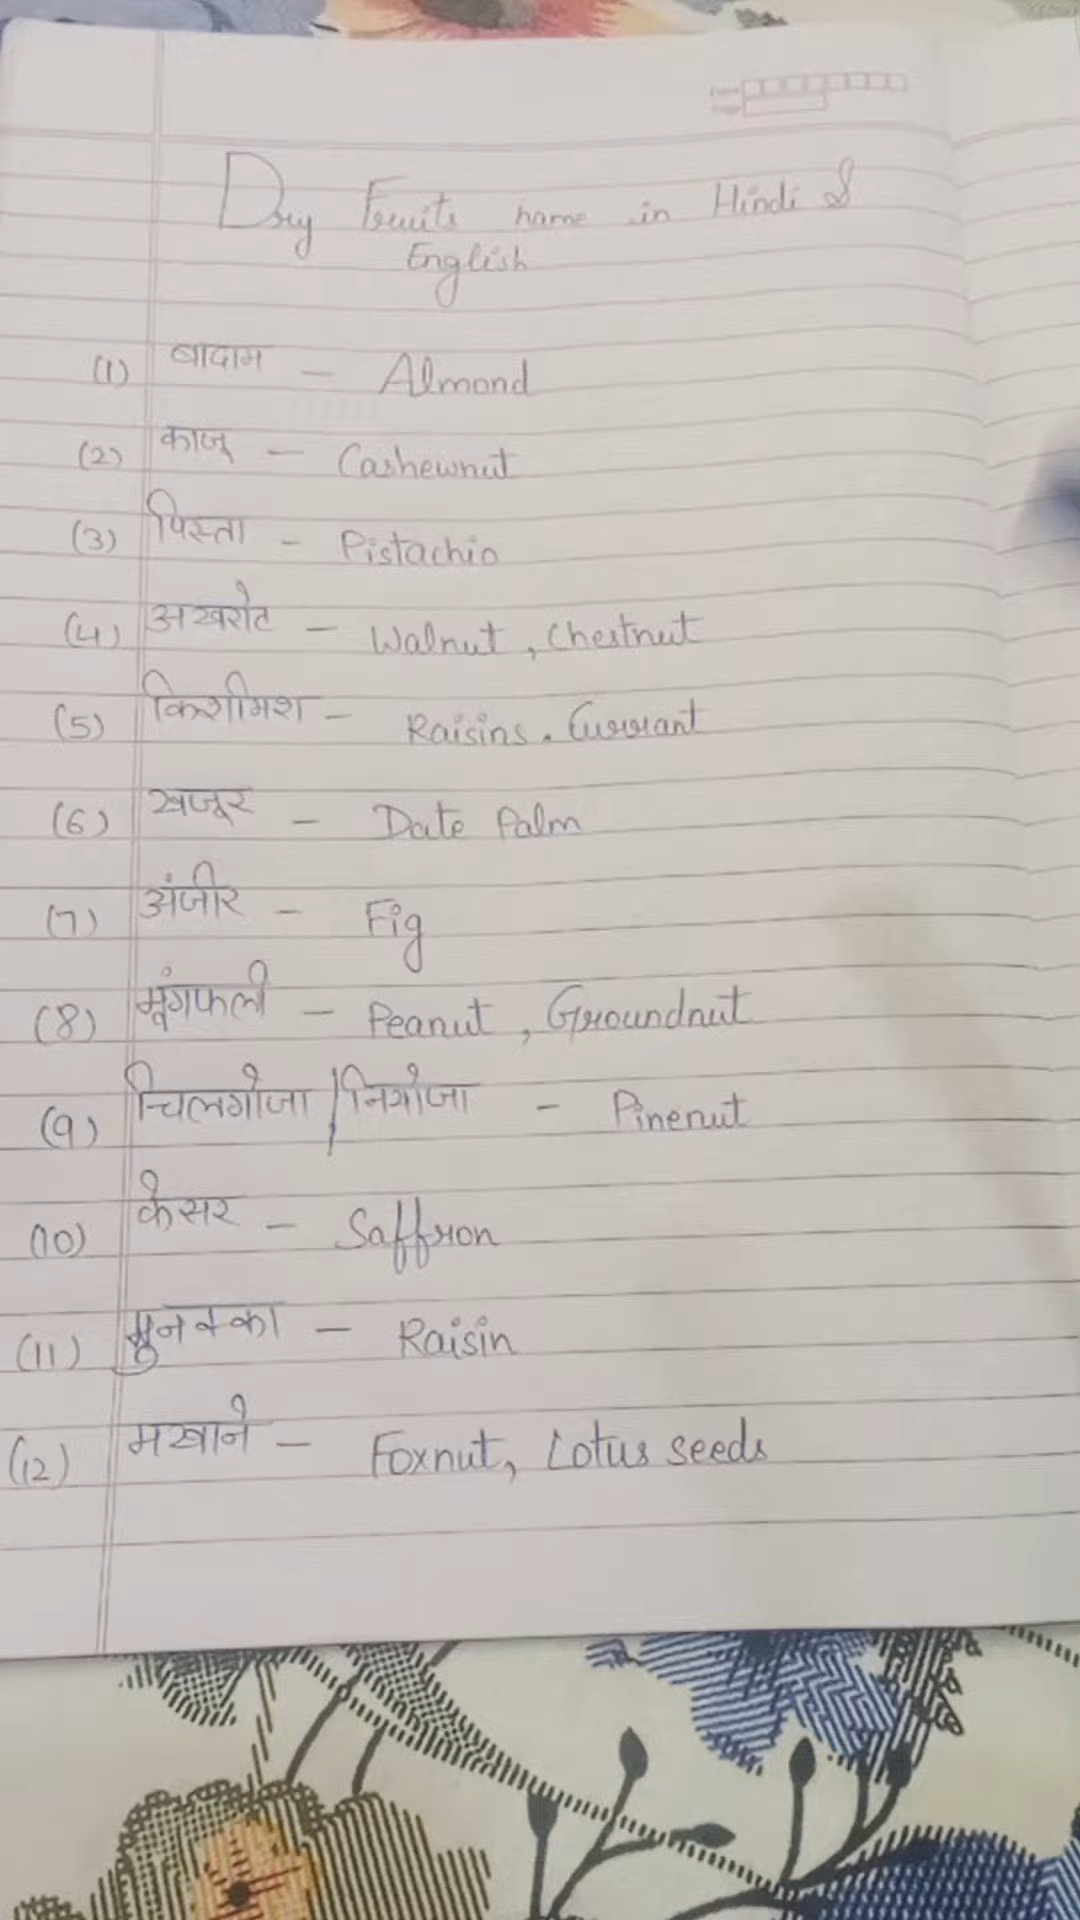 Dry Fruits name in Hindi &
English
(1) बादाम - Almond
(2) काजू - Cashewnut
(3) पिस्ता - Pistachio
(4) अखरोट - Walnut, Chestnut
(5) किशमिश - Raisins, Currant
(6) खजूर - Date Palm
(7) अंजीर - Fig
(8) मूंगफली - Peanut, Groundnut
(9) चिलगोजा / नियोजा - Pinenut
(10) केसर - Saffron
(11) मुनक्का - Raisin
(12) मखाने - Foxnut, Lotus seeds